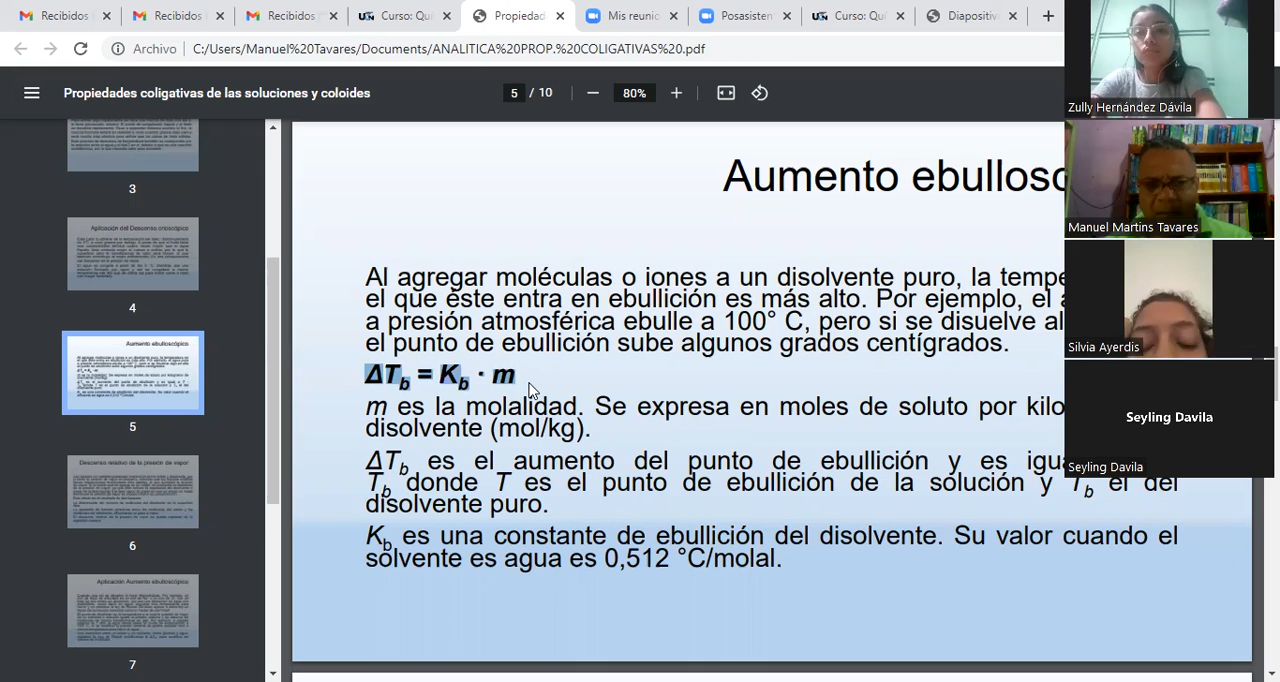 Recibidos
Recibidos
Recibidos
Curso: Qu
Propiedad
Mis reunio
Posasisten
Curso: Qu
Diapositiv
Archivo
C:/Users/Manuel%20Tavares/Documents/ANALITICA%20PROP.%20COLIGATIVAS%20.pdf
Propiedades coligativas de las soluciones y coloides
5 / 10
80%
3
Aplicación del Descenso crioscópico
4
Aumento ebulloscópico
5
Descenso relativo de la presión de vapor
6
Aplicación Aumento ebulloscópico
7
Aumento ebullosc
Al agregar moléculas o iones a un disolvente puro, la tempe
el que éste entra en ebullición es más alto. Por ejemplo, el a
a presión atmosférica ebulle a 100° C, pero si se disuelve al
el punto de ebullición sube algunos grados centígrados.
ΔTb = Kb · m
m es la molalidad. Se expresa en moles de soluto por kilo
disolvente (mol/kg).
ΔTb es el aumento del punto de ebullición y es igua
Tb donde T es el punto de ebullición de la solución y Tb el del
disolvente puro.
Kb es una constante de ebullición del disolvente. Su valor cuando el
solvente es agua es 0,512 °C/molal.
Zully Hernández Dávila
Manuel Martins Tavares
Silvia Ayerdis
Seyling Davila
Seyling Davila